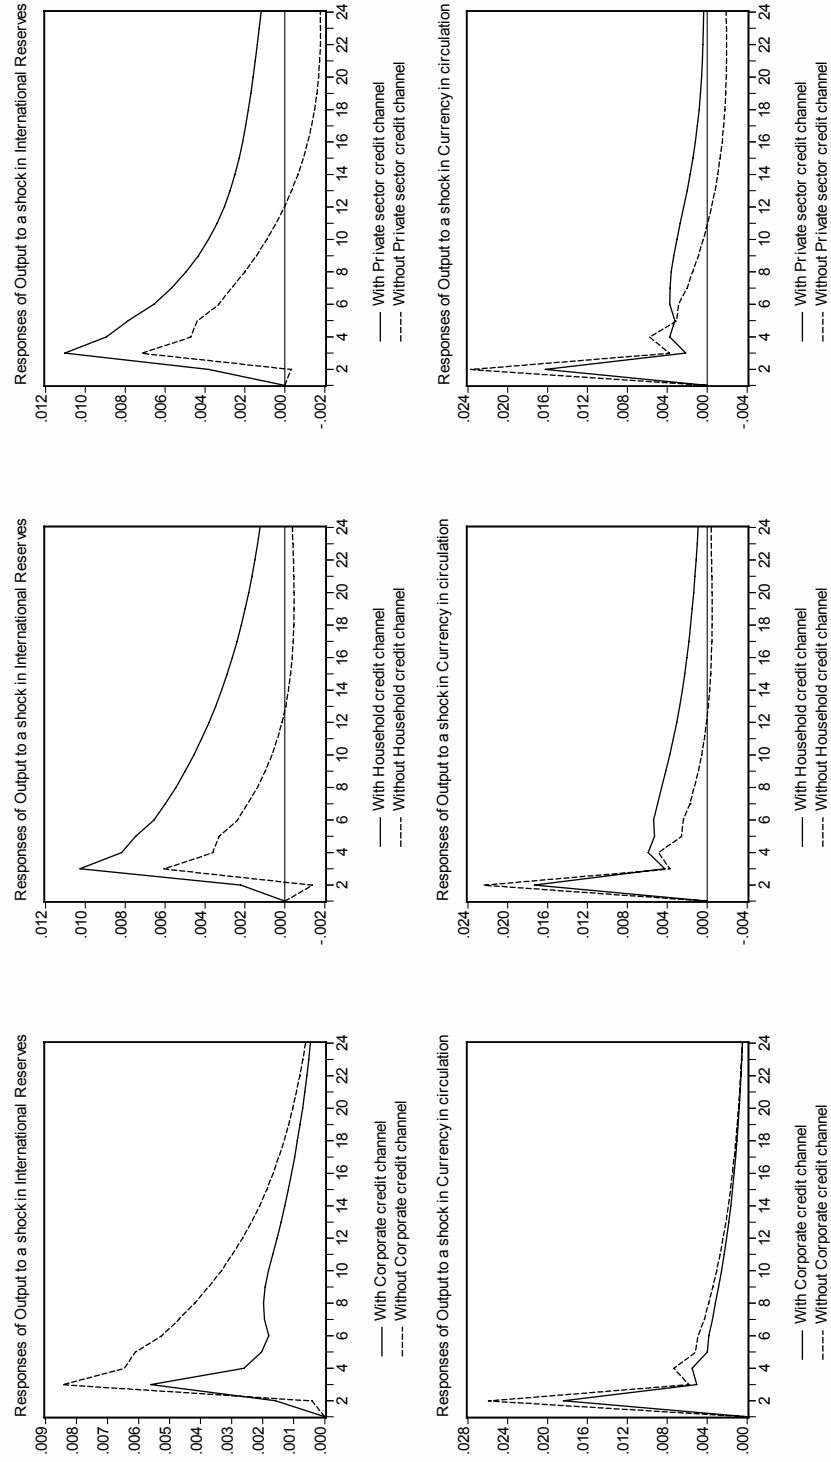 Responses of Output to a shock in International Reserves
.009
.008
.007
.006
.005
.004
.003
.002
.001
.000
2 4 6 8 10 12 14 16 18 20 22 24
With Corporate credit channel
Without Corporate credit channel
Responses of Output to a shock in International Reserves
.012
.010
.008
.006
.004
.002
.000
-.002
2 4 6 8 10 12 14 16 18 20 22 24
With Household credit channel
Without Household credit channel
Responses of Output to a shock in International Reserves
.012
.010
.008
.006
.004
.002
.000
-.002
2 4 6 8 10 12 14 16 18 20 22 24
With Private sector credit channel
Without Private sector credit channel
Responses of Output to a shock in Currency in circulation
.028
.024
.020
.016
.012
.008
.004
.000
2 4 6 8 10 12 14 16 18 20 22 24
With Corporate credit channel
Without Corporate credit channel
Responses of Output to a shock in Currency in circulation
.024
.020
.016
.012
.008
.004
.000
-.004
2 4 6 8 10 12 14 16 18 20 22 24
With Household credit channel
Without Household credit channel
Responses of Output to a shock in Currency in circulation
.024
.020
.016
.012
.008
.004
.000
-.004
2 4 6 8 10 12 14 16 18 20 22 24
With Private sector credit channel
Without Private sector credit channel